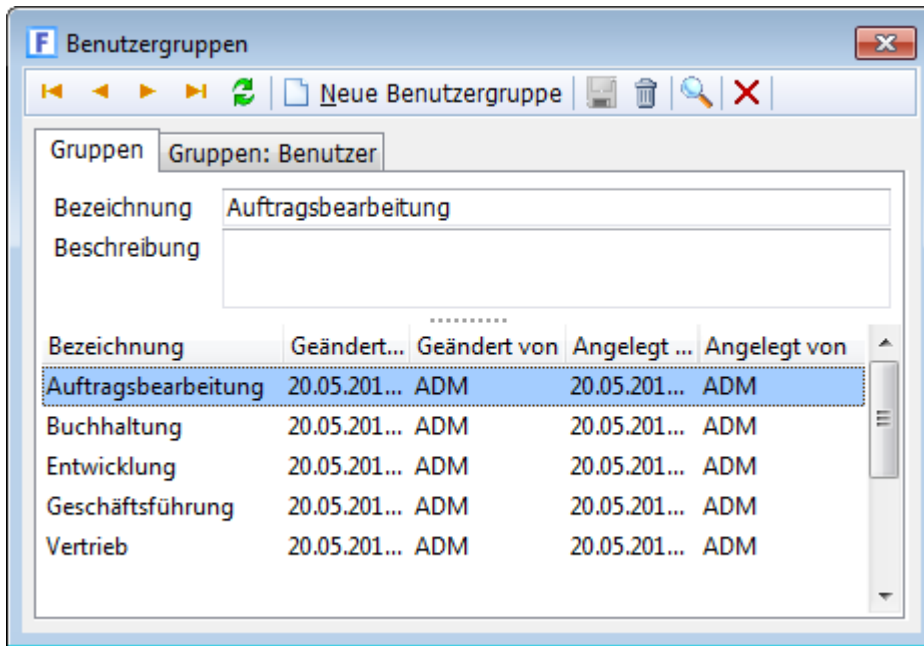 F Benutzergruppen
Neue Benutzergruppe
Gruppen Gruppen: Benutzer
Bezeichnung Auftragsbearbeitung
Beschreibung
Bezeichnung Geändert... Geändert von Angelegt ... Angelegt von
Auftragsbearbeitung 20.05.201... ADM 20.05.201... ADM
Buchhaltung 20.05.201... ADM 20.05.201... ADM
Entwicklung 20.05.201... ADM 20.05.201... ADM
Geschäftsführung 20.05.201... ADM 20.05.201... ADM
Vertrieb 20.05.201... ADM 20.05.201... ADM